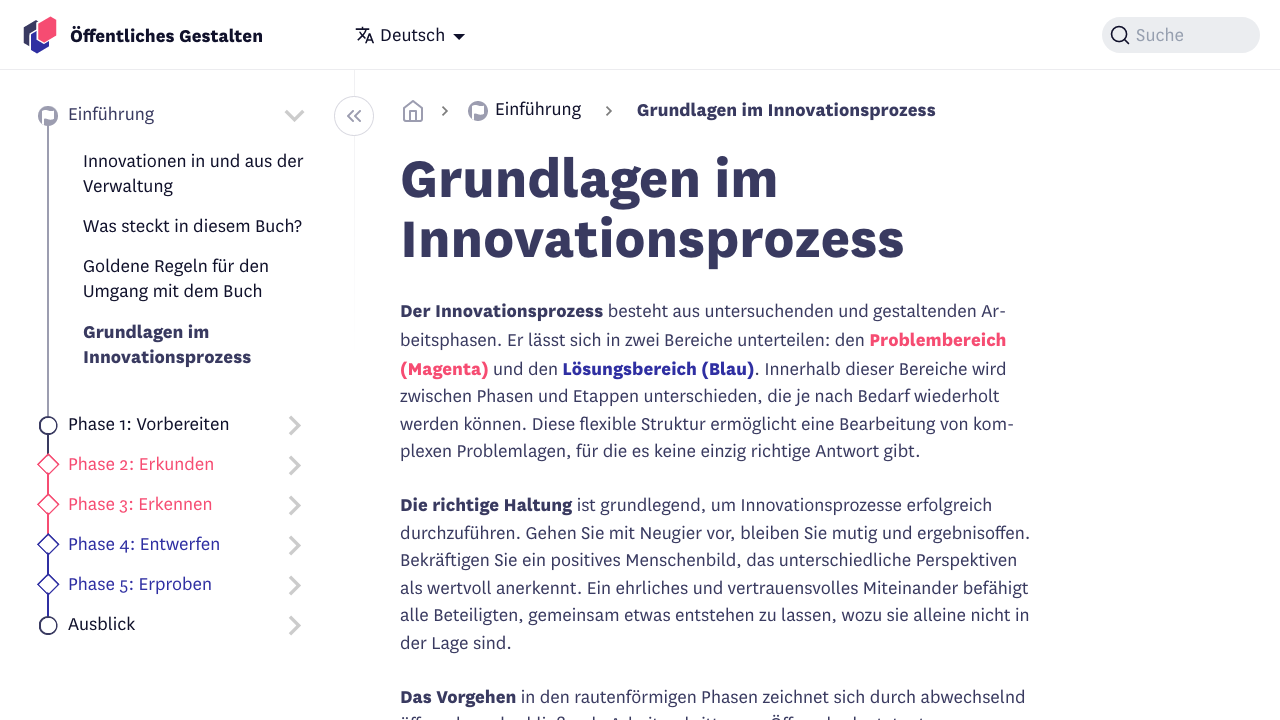 Öffentliches Gestalten
Deutsch
Suche
Einführung
Innovationen in und aus der
Verwaltung
Was steckt in diesem Buch?
Goldene Regeln für den
Umgang mit dem Buch
Grundlagen im
Innovationsprozess
Phase 1: Vorbereiten
Phase 2: Erkunden
Phase 3: Erkennen
Phase 4: Entwerfen
Phase 5: Erproben
Ausblick
Einführung
Grundlagen im Innovationsprozess
Grundlagen im
Innovationsprozess
Der Innovationsprozess besteht aus untersuchenden und gestaltenden Ar-
beitsphasen. Er lässt sich in zwei Bereiche unterteilen: den Problembereich
(Magenta) und den Lösungsbereich (Blau). Innerhalb dieser Bereiche wird
zwischen Phasen und Etappen unterschieden, die je nach Bedarf wiederholt
werden können. Diese flexible Struktur ermöglicht eine Bearbeitung von kom-
plexen Problemlagen, für die es keine einzig richtige Antwort gibt.
Die richtige Haltung ist grundlegend, um Innovationsprozesse erfolgreich
durchzuführen. Gehen Sie mit Neugier vor, bleiben Sie mutig und ergebnisoffen.
Bekräftigen Sie ein positives Menschenbild, das unterschiedliche Perspektiven
als wertvoll anerkennt. Ein ehrliches und vertrauensvolles Miteinander befähigt
alle Beteiligten, gemeinsam etwas entstehen zu lassen, wozu sie alleine nicht in
der Lage sind.
Das Vorgehen in den rautenförmigen Phasen zeichnet sich durch abwechselnd